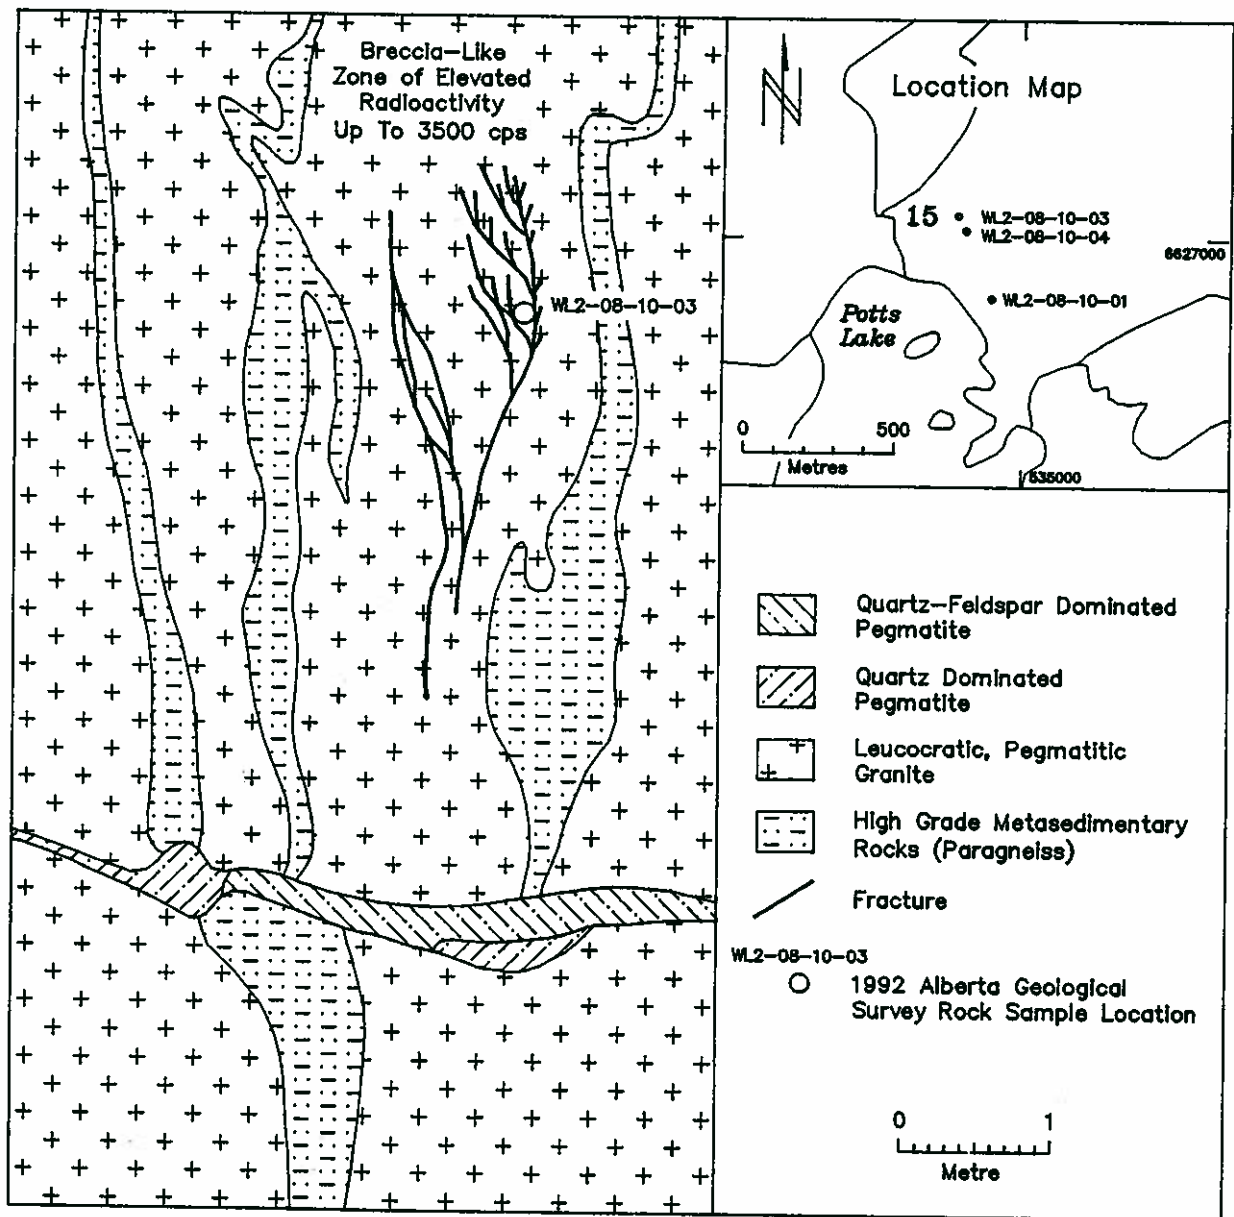 Breccia-Like
Zone of Elevated
Radioactivity
Up To 3500 cps
WL2-08-10-03
N
Location Map
15
WL2-08-10-03
WL2-08-10-04
6627000
WL2-08-10-01
Potts
Lake
0 500
Metres
535000
Quartz-Feldspar Dominated
Pegmatite
Quartz Dominated
Pegmatite
Leucocratic, Pegmatitic
Granite
High Grade Metasedimentary
Rocks (Paragneiss)
Fracture
WL2-08-10-03
1992 Alberta Geological
Survey Rock Sample Location
0 1
Metre